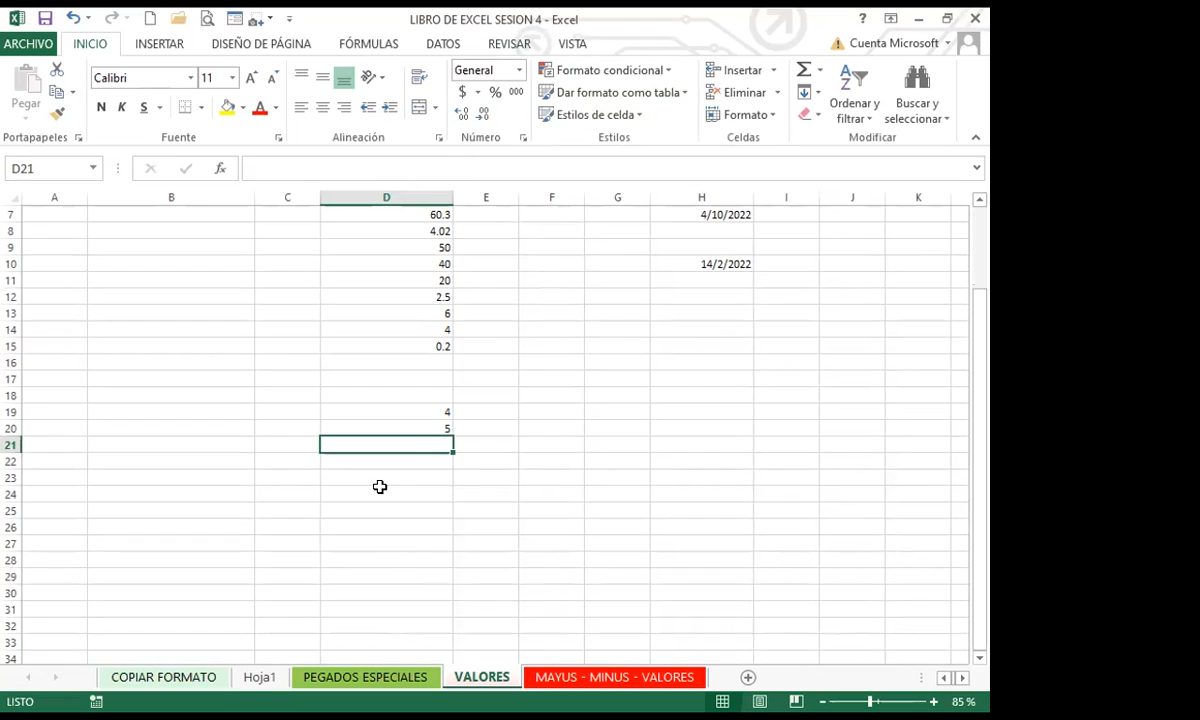 LIBRO DE EXCEL SESION 4 - Excel
ARCHIVO INICIO INSERTAR DISEÑO DE PÁGINA FÓRMULAS DATOS REVISAR VISTA Cuenta Microsoft
Pegar
Portapapeles
Calibri 11
N K S
Fuente
Alineación
General
$ % 000
Número
Formato condicional
Dar formato como tabla
Estilos de celda
Estilos
Insertar
Eliminar
Formato
Celdas
Ordenar y filtrar
Buscar y seleccionar
Modificar
D21 fx
A B C D E F G H I J K
7 60.3 4/10/2022
8 4.02
9 50
10 40 14/2/2022
11 20
12 2.5
13 6
14 4
15 0.2
16
17
18
19 4
20 5
21
22
23
24
25
26
27
28
29
30
31
32
33
34
COPIAR FORMATO Hoja1 PEGADOS ESPECIALES VALORES MAYUS - MINUS - VALORES
LISTO 85 %